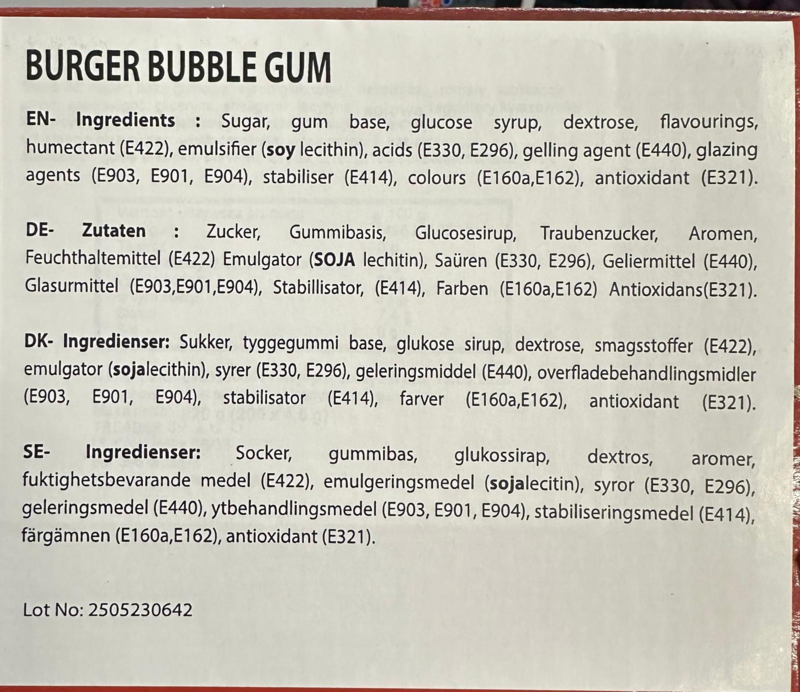 BURGER BUBBLE GUM
EN- Ingredients : Sugar, gum base, glucose syrup, dextrose, flavourings,
humectant (E422), emulsifier (soy lecithin), acids (E330, E296), gelling agent (E440), glazing
agents (E903, E901, E904), stabiliser (E414), colours (E160a,E162), antioxidant (E321).
DE- Zutaten : Zucker, Gummibasis, Glucosesirup, Traubenzucker, Aromen,
Feuchthaltemittel (E422) Emulgator (SOJA lechitin), Saüren (E330, E296), Geliermittel (E440),
Glasurmittel (E903,E901,E904), Stabillisator, (E414), Farben (E160a,E162) Antioxidans(E321).
DK- Ingredienser: Sukker, tyggegummi base, glukose sirup, dextrose, smagsstoffer (E422),
emulgator (sojalecithin), syrer (E330, E296), geleringsmiddel (E440), overfladebehandlingsmidler
(E903, E901, E904), stabilisator (E414), farver (E160a,E162), antioxidant (E321).
SE- Ingredienser: Socker, gummibas, glukossirap, dextros, aromer,
fuktighetsbevarande medel (E422), emulgeringsmedel (sojalecitin), syror (E330, E296),
geleringsmedel (E440), ytbehandlingsmedel (E903, E901, E904), stabiliseringsmedel (E414),
färgämnen (E160a,E162), antioxidant (E321).
Lot No: 2505230642